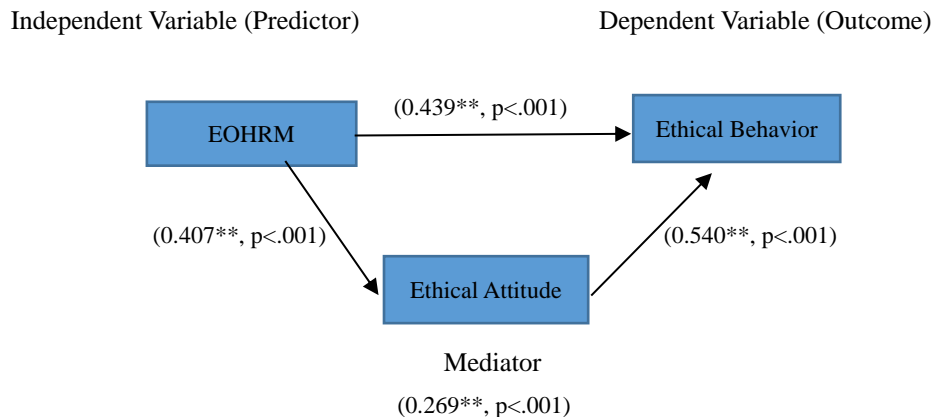 Independent Variable (Predictor)
Dependent Variable (Outcome)
(0.439**, p<.001)
EOHRM
Ethical Behavior
(0.407**, p<.001)
(0.540**, p<.001)
Ethical Attitude
Mediator
(0.269**, p<.001)